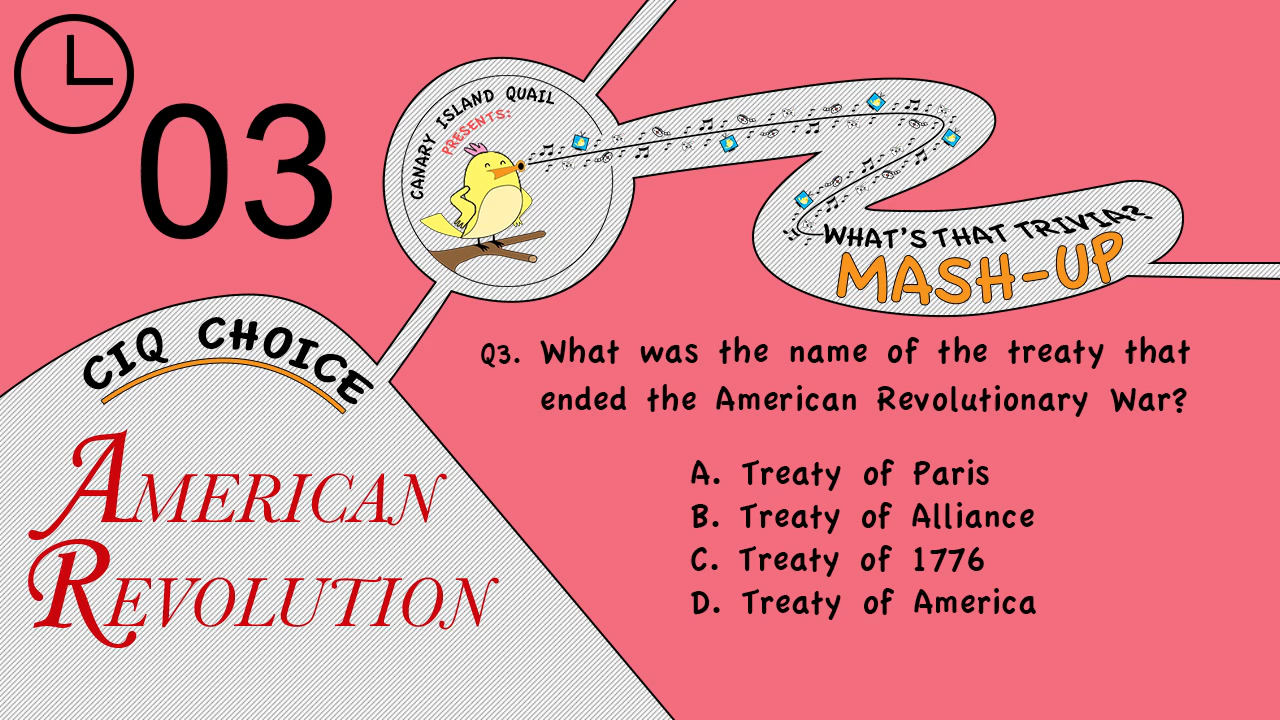 03
CANARY ISLAND QUAIL
PRESENTS:
WHAT'S THAT TRIVIA?
MASH-UP
CIQ CHOICE
AMERICAN
REVOLUTION
Q3. What was the name of the treaty that
ended the American Revolutionary War?
A. Treaty of Paris
B. Treaty of Alliance
C. Treaty of 1776
D. Treaty of America